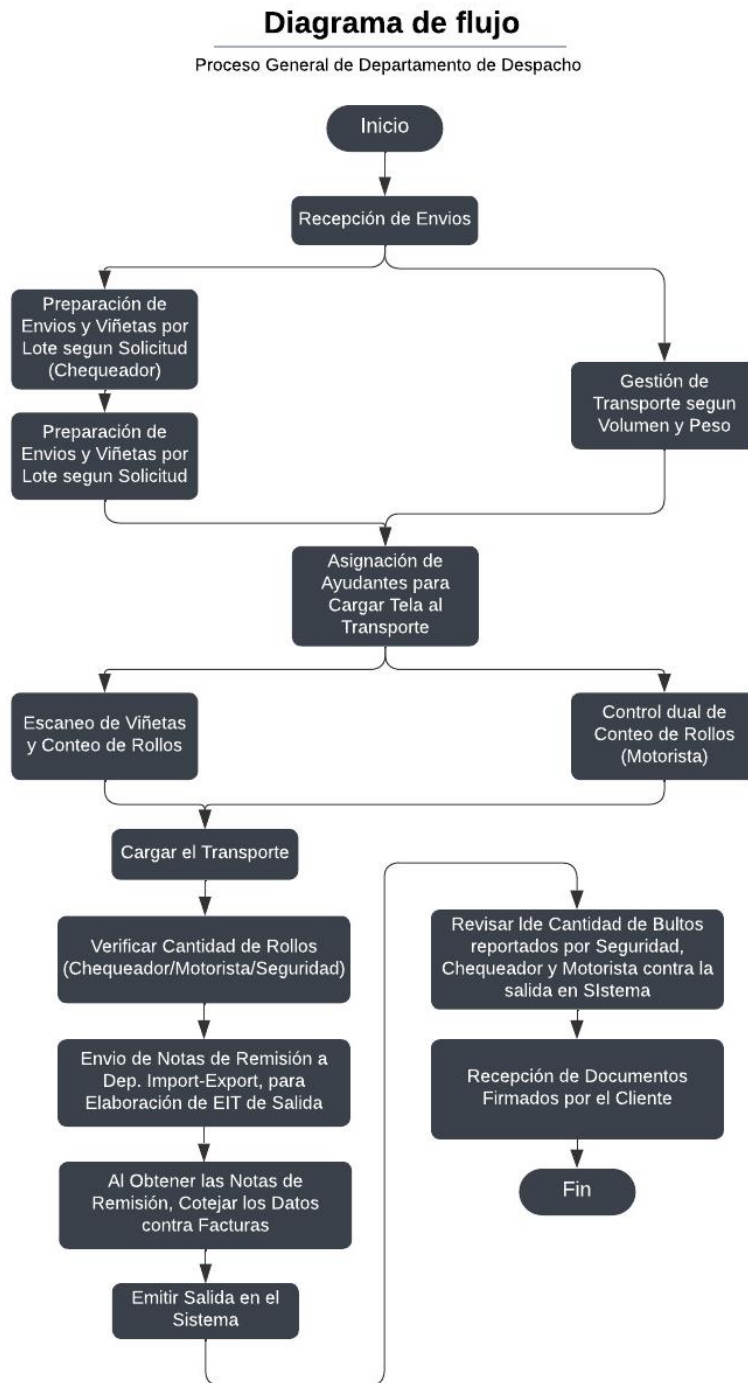 Diagrama de flujo
Proceso General de Departamento de Despacho
Inicio
Recepción de Envios
Preparación de
Envios y Viñetas por
Lote segun Solicitud
(Chequeador)
Gestión de
Transporte segun
Volumen y Peso
Preparación de
Envios y Viñetas por
Lote segun Solicitud
Asignación de
Ayudantes para
Cargar Tela al
Transporte
Escaneo de Viñetas
y Conteo de Rollos
Control dual de
Conteo de Rollos
(Motorista)
Cargar el Transporte
Verificar Cantidad de Rollos
(Chequeador/Motorista/Seguridad)
Envio de Notas de Remisión a
Dep. Import-Export, para
Elaboración de EIT de Salida
Al Obtener las Notas de
Remisión, Cotejar los Datos
contra Facturas
Emitir Salida en el
Sistema
Revisar lde Cantidad de Bultos
reportados por Seguridad,
Chequeador y Motorista contra la
salida en SIstema
Recepción de Documentos
Firmados por el Cliente
Fin